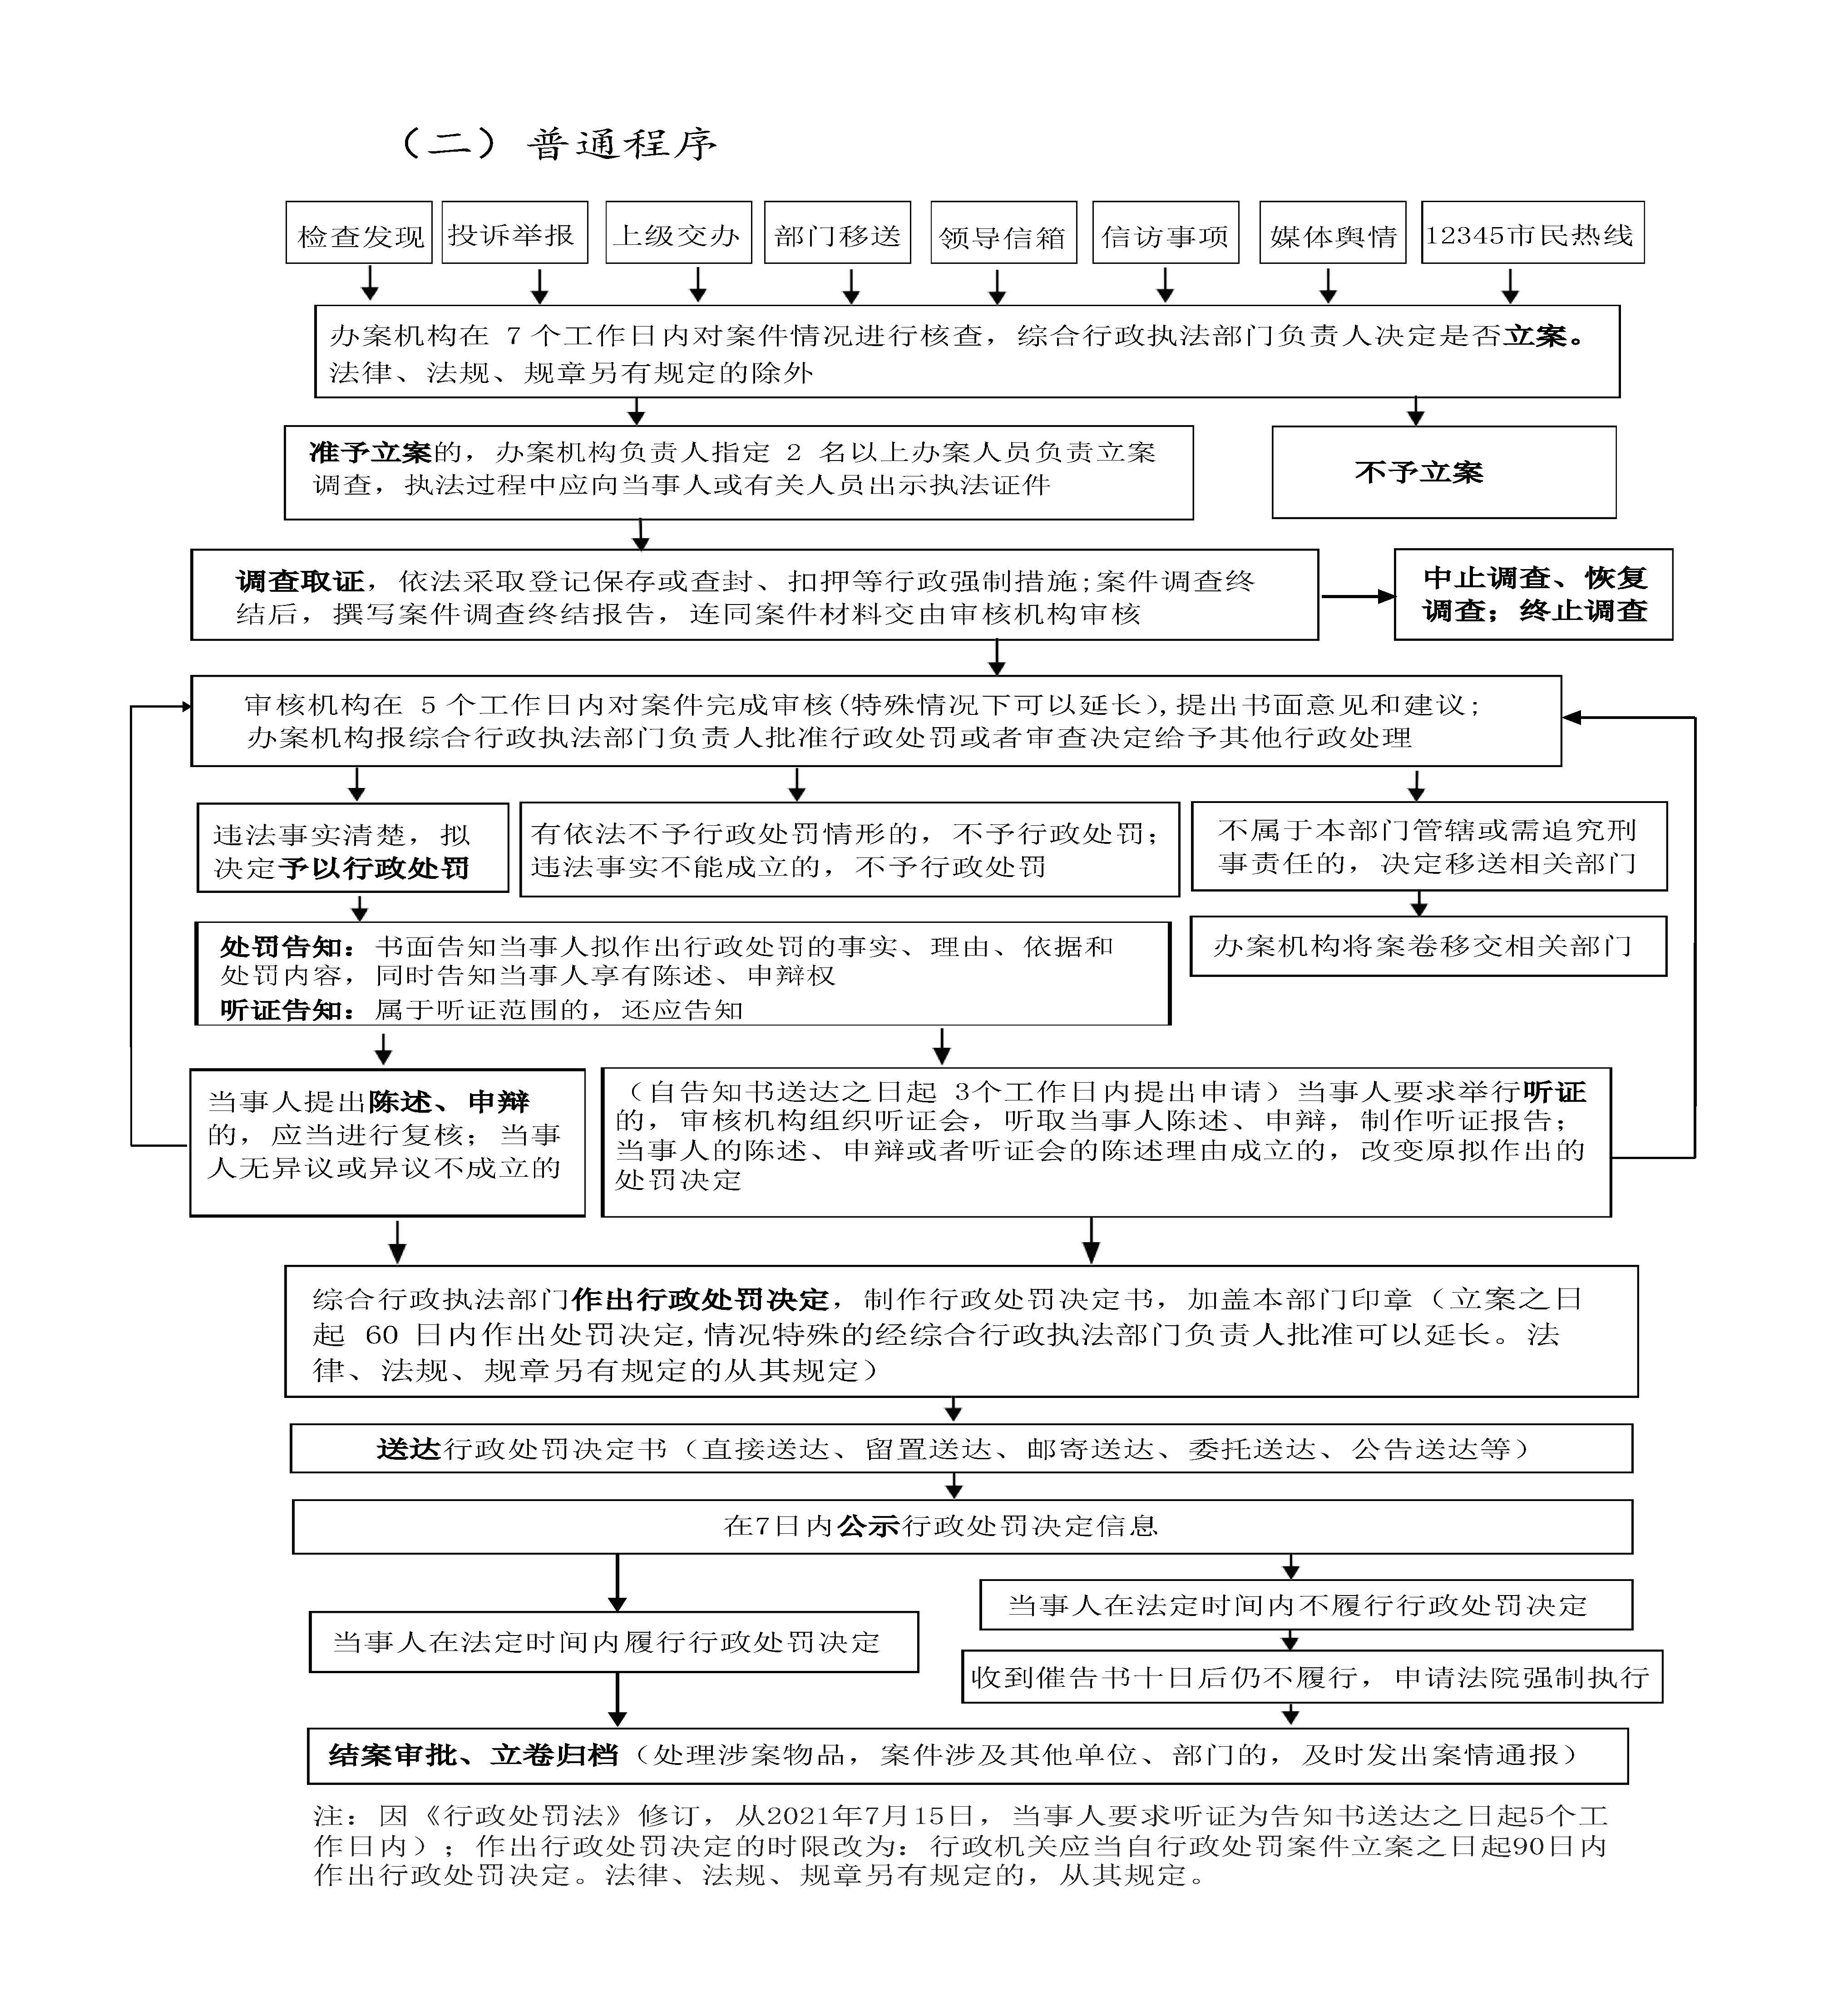 （二）普通程序
检查发现
投诉举报
上级交办
部门移送
领导信箱
信访事项
媒体舆情
12345市民热线
办案机构在 7 个工作日内对案件情况进行核查，综合行政执法部门负责人决定是否立案。
法律、法规、规章另有规定的除外
准予立案的，办案机构负责人指定 2 名以上办案人员负责立案
调查，执法过程中应向当事人或有关人员出示执法证件
不予立案
调查取证，依法采取登记保存或查封、扣押等行政强制措施;案件调查终
结后，撰写案件调查终结报告，连同案件材料交由审核机构审核
中止调查、恢复
调查；终止调查
审核机构在 5 个工作日内对案件完成审核(特殊情况下可以延长),提出书面意见和建议;
办案机构报综合行政执法部门负责人批准行政处罚或者审查决定给予其他行政处理
违法事实清楚，拟
决定予以行政处罚
有依法不予行政处罚情形的，不予行政处罚；
违法事实不能成立的，不予行政处罚
不属于本部门管辖或需追究刑
事责任的，决定移送相关部门
处罚告知：书面告知当事人拟作出行政处罚的事实、理由、依据和
处罚内容，同时告知当事人享有陈述、申辩权
听证告知：属于听证范围的，还应告知
办案机构将案卷移交相关部门
当事人提出陈述、申辩
的，应当进行复核；当事
人无异议或异议不成立的
（自告知书送达之日起 3个工作日内提出申请）当事人要求举行听证
的，审核机构组织听证会，听取当事人陈述、申辩，制作听证报告；
当事人的陈述、申辩或者听证会的陈述理由成立的，改变原拟作出的
处罚决定
综合行政执法部门作出行政处罚决定，制作行政处罚决定书，加盖本部门印章（立案之日
起 60 日内作出处罚决定,情况特殊的经综合行政执法部门负责人批准可以延长。法
律、法规、规章另有规定的从其规定）
送达行政处罚决定书（直接送达、留置送达、邮寄送达、委托送达、公告送达等）
在7日内公示行政处罚决定信息
当事人在法定时间内不履行行政处罚决定
当事人在法定时间内履行行政处罚决定
收到催告书十日后仍不履行，申请法院强制执行
结案审批、立卷归档（处理涉案物品，案件涉及其他单位、部门的，及时发出案情通报）
注：因《行政处罚法》修订，从2021年7月15日，当事人要求听证为告知书送达之日起5个工
作日内）；作出行政处罚决定的时限改为：行政机关应当自行政处罚案件立案之日起90日内
作出行政处罚决定。法律、法规、规章另有规定的，从其规定。